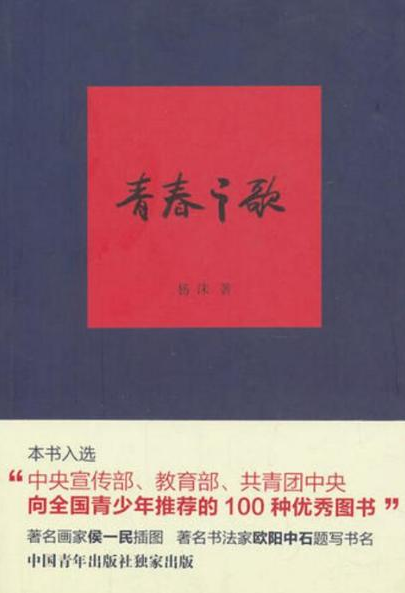 青春之歌
杨沫 著
本书入选
“中央宣传部、教育部、共青团中央
向全国青少年推荐的100种优秀图书”
著名画家侯一民插图 著名书法家欧阳中石题写书名
中国青年出版社独家出版